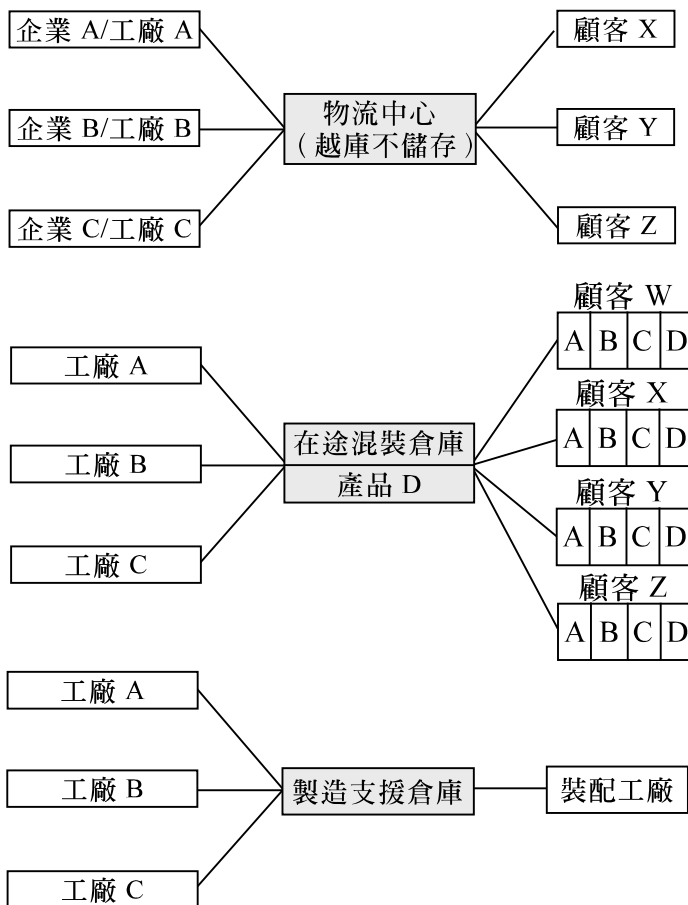 企業 A/工廠 A
企業 B/工廠 B
企業 C/工廠 C
物流中心
（越庫不儲存）
顧客 X
顧客 Y
顧客 Z
工廠 A
工廠 B
工廠 C
在途混裝倉庫
產品 D
顧客 W
A B C D
顧客 X
A B C D
顧客 Y
A B C D
顧客 Z
A B C D
工廠 A
工廠 B
工廠 C
製造支援倉庫
裝配工廠